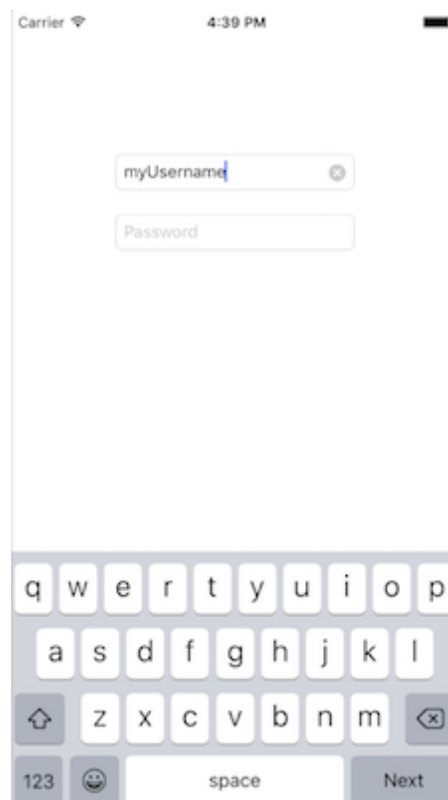 Carrier 4:39 PM
myUsername
Password
q w e r t y u i o p
a s d f g h j k l
z x c v b n m
123 space Next